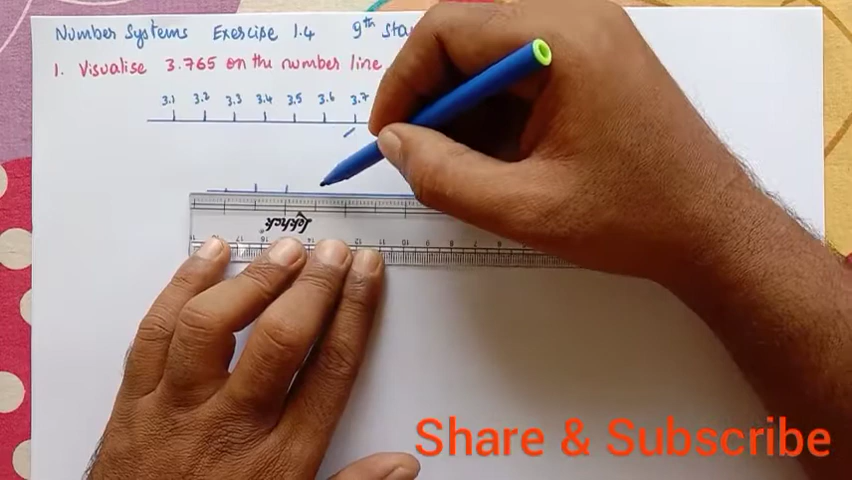 Number Systems Exercise 1.4 9th Sta
1. Visualise 3.765 on the number line
3.1 3.2 3.3 3.4 3.5 3.6 3.7
Share & Subscribe